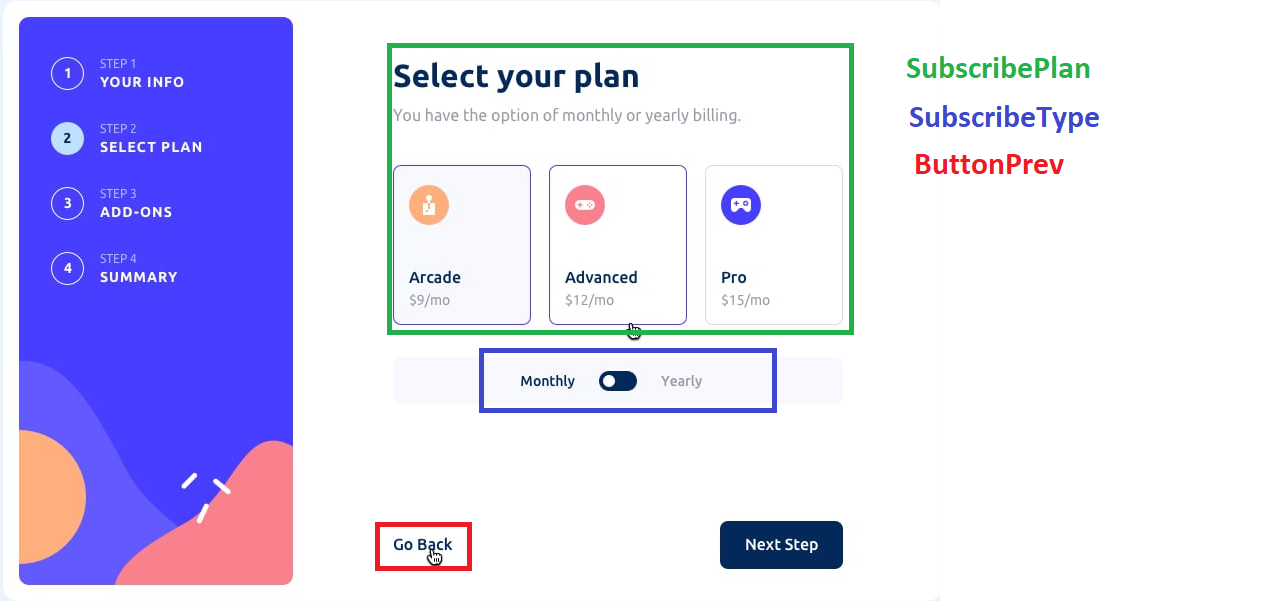 1
STEP 1
YOUR INFO
2
STEP 2
SELECT PLAN
3
STEP 3
ADD-ONS
4
STEP 4
SUMMARY
Select your plan
You have the option of monthly or yearly billing.
Arcade
$9/mo
Advanced
$12/mo
Pro
$15/mo
Monthly
Yearly
Go Back
Next Step
SubscribePlan
SubscribeType
ButtonPrev